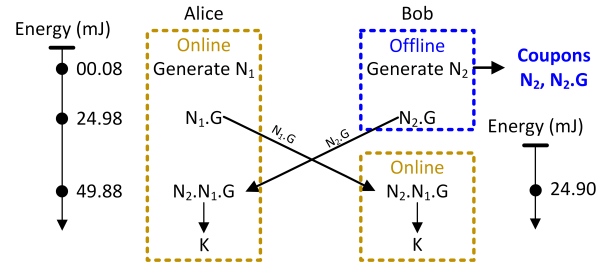 Alice
Bob
Energy (mJ)
Online
Offline
00.08
Generate N₁
Generate N₂
Coupons
N₂, N₂.G
24.98
N₁.G
N₁.G
N₂.G
N₂.G
Energy (mJ)
Online
49.88
N₂.N₁.G
N₂.N₁.G
24.90
K
K